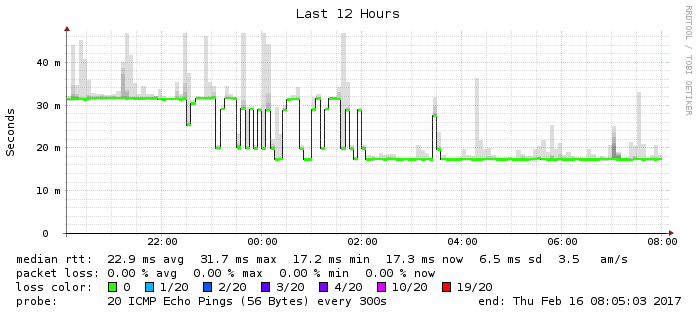 Last 12 Hours
RRDTOOL / TOBI OETIKER
Seconds
40 m
30 m
20 m
10 m
0
22:00 00:00 02:00 04:00 06:00 08:00
median rtt: 22.9 ms avg 31.7 ms max 17.2 ms min 17.3 ms now 6.5 ms sd 3.5 am/s
packet loss: 0.00 % avg 0.00 % max 0.00 % min 0.00 % now
loss color: 0 1/20 2/20 3/20 4/20 10/20 19/20
probe: 20 ICMP Echo Pings (56 Bytes) every 300s end: Thu Feb 16 08:05:03 2017